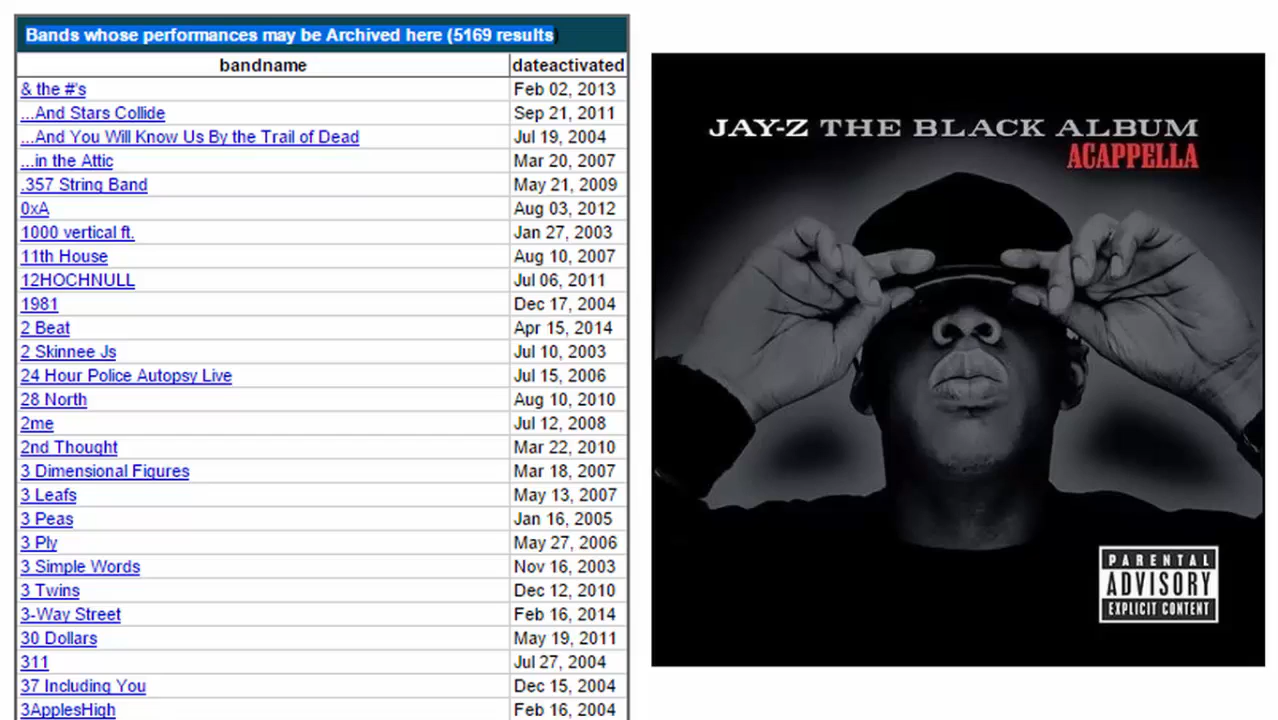 Bands whose performances may be Archived here (5169 results)
bandname dateactivated
& the #'s Feb 02, 2013
...And Stars Collide Sep 21, 2011
...And You Will Know Us By the Trail of Dead Jul 19, 2004
...in the Attic Mar 20, 2007
.357 String Band May 21, 2009
0xA Aug 03, 2012
1000 vertical ft. Jan 27, 2003
11th House Aug 10, 2007
12HOCHNULL Jul 06, 2011
1981 Dec 17, 2004
2 Beat Apr 15, 2014
2 Skinnee Js Jul 10, 2003
24 Hour Police Autopsy Live Jul 15, 2006
28 North Aug 10, 2010
2me Jul 12, 2008
2nd Thought Mar 22, 2010
3 Dimensional Figures Mar 18, 2007
3 Leafs May 13, 2007
3 Peas Jan 16, 2005
3 Ply May 27, 2006
3 Simple Words Nov 16, 2003
3 Twins Dec 12, 2010
3-Way Street Feb 16, 2014
30 Dollars May 19, 2011
311 Jul 27, 2004
37 Including You Dec 15, 2004
3ApplesHigh Feb 16, 2004
JAY-Z THE BLACK ALBUM
ACAPPELLA
PARENTAL
ADVISORY
EXPLICIT CONTENT